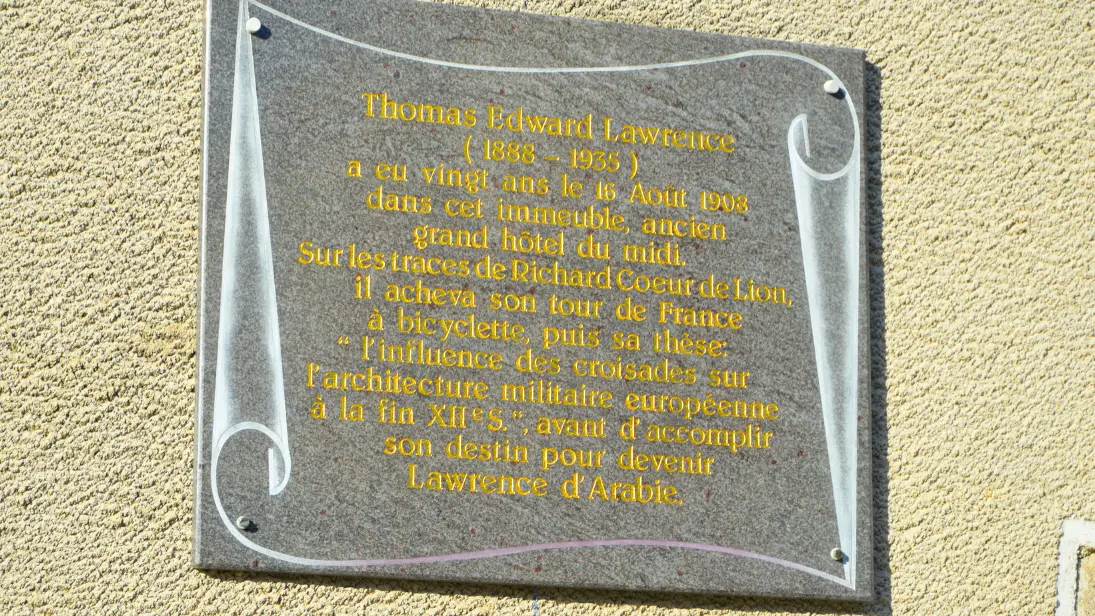 Thomas Edward Lawrence
( 1888 – 1935 )
a eu vingt ans le 16 Août 1908
dans cet immeuble, ancien
grand hôtel du midi.
Sur les traces de Richard Coeur de Lion,
il acheva son tour de France
à bicyclette, puis sa thèse:
“ l'influence des croisades sur
l'architecture militaire européenne
à la fin XIIe S.“, avant d'accomplir
son destin pour devenir
Lawrence d'Arabie.